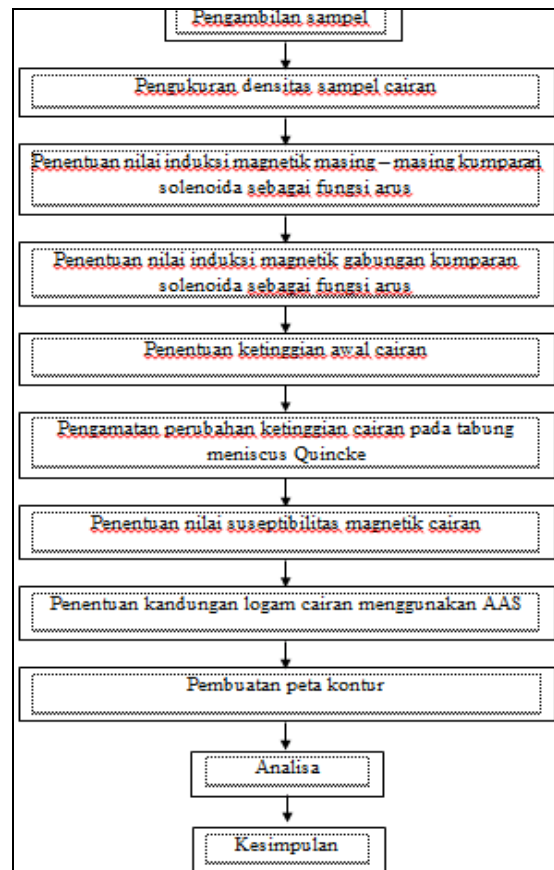 Pengambilan sampel
Pengukuran densitas sampel cairan
Penentuan nilai induksi magnetik masing – masing kumparan
solenoida sebagai fungsi arus
Penentuan nilai induksi magnetik gabungan kumparan
solenoida sebagai fungsi arus
Penentuan ketinggian awal cairan
Pengamatan perubahan ketinggian cairan pada tabung
meniscus Quincke
Penentuan nilai suseptibilitas magnetik cairan
Penentuan kandungan logam cairan menggunakan AAS
Pembuatan peta kontur
Analisa
Kesimpulan